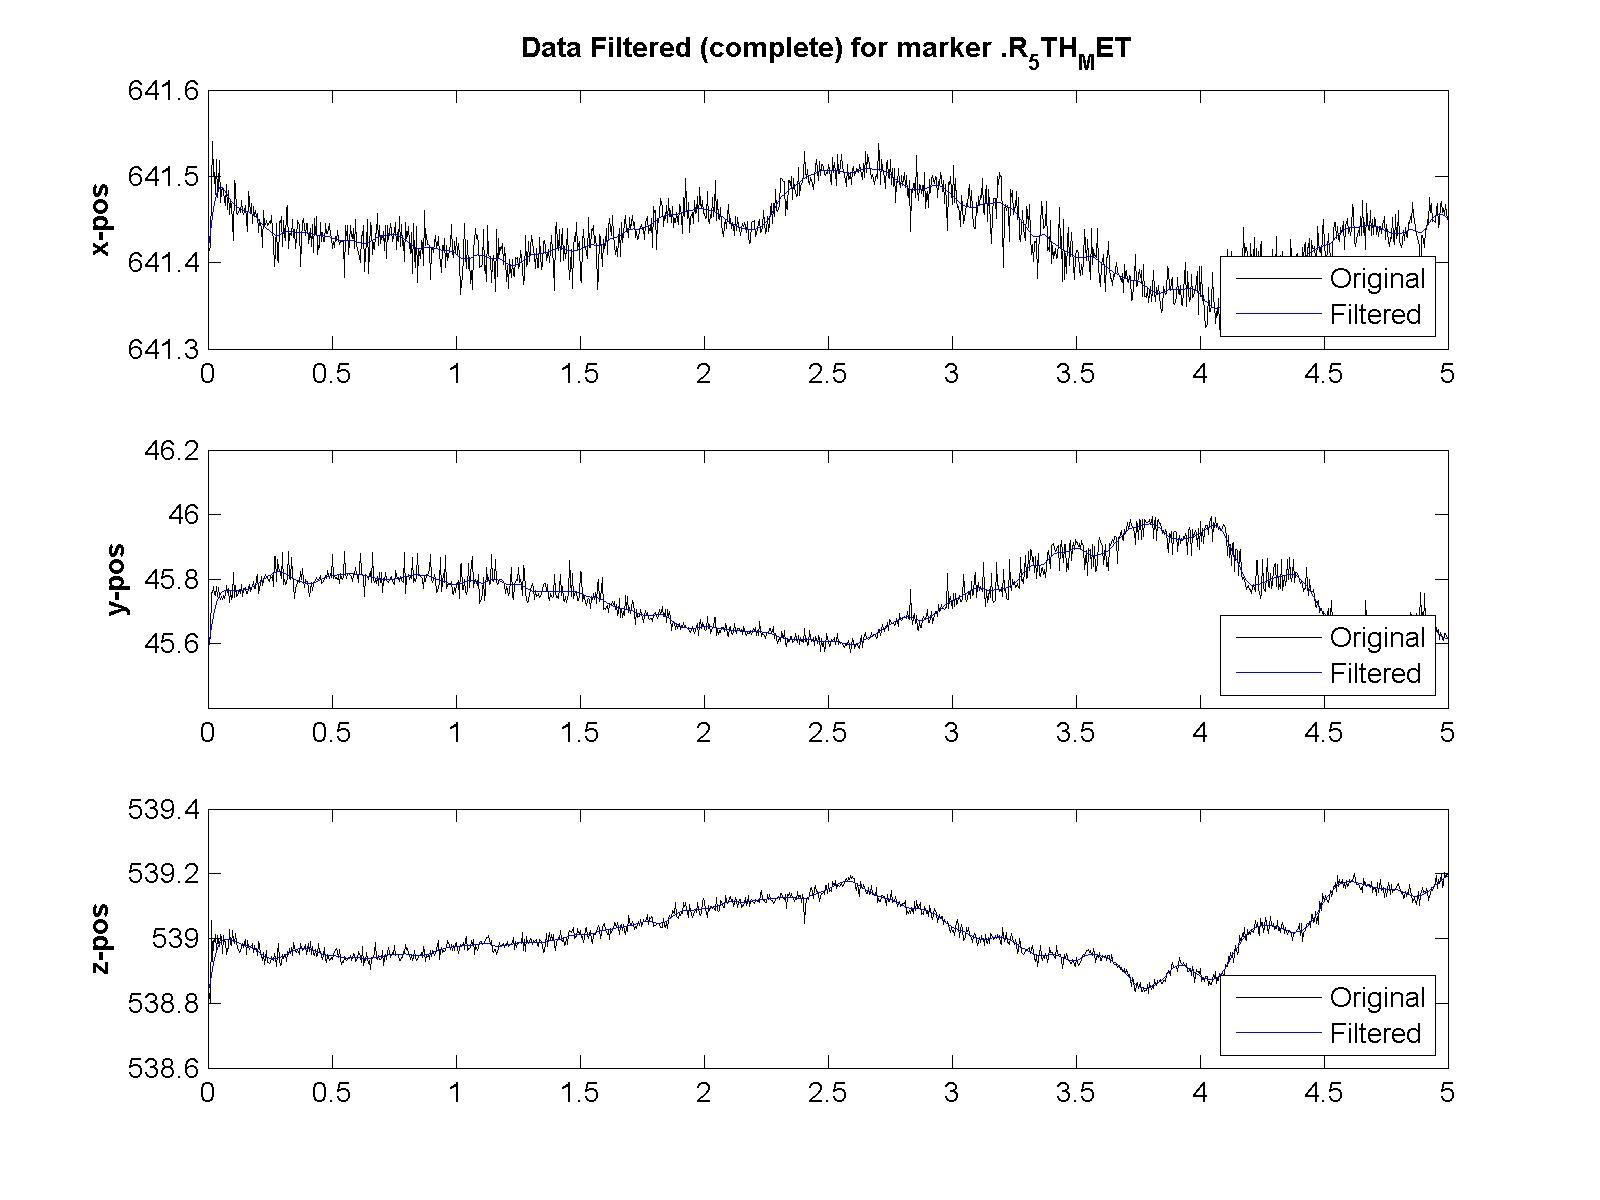 Data Filtered (complete) for marker .R5THMET
641.6
641.5
641.4
641.3
x-pos
Original
Filtered
0 0.5 1 1.5 2 2.5 3 3.5 4 4.5 5
46.2
46
45.8
45.6
y-pos
Original
Filtered
0 0.5 1 1.5 2 2.5 3 3.5 4 4.5 5
539.4
539.2
539
538.8
538.6
z-pos
Original
Filtered
0 0.5 1 1.5 2 2.5 3 3.5 4 4.5 5